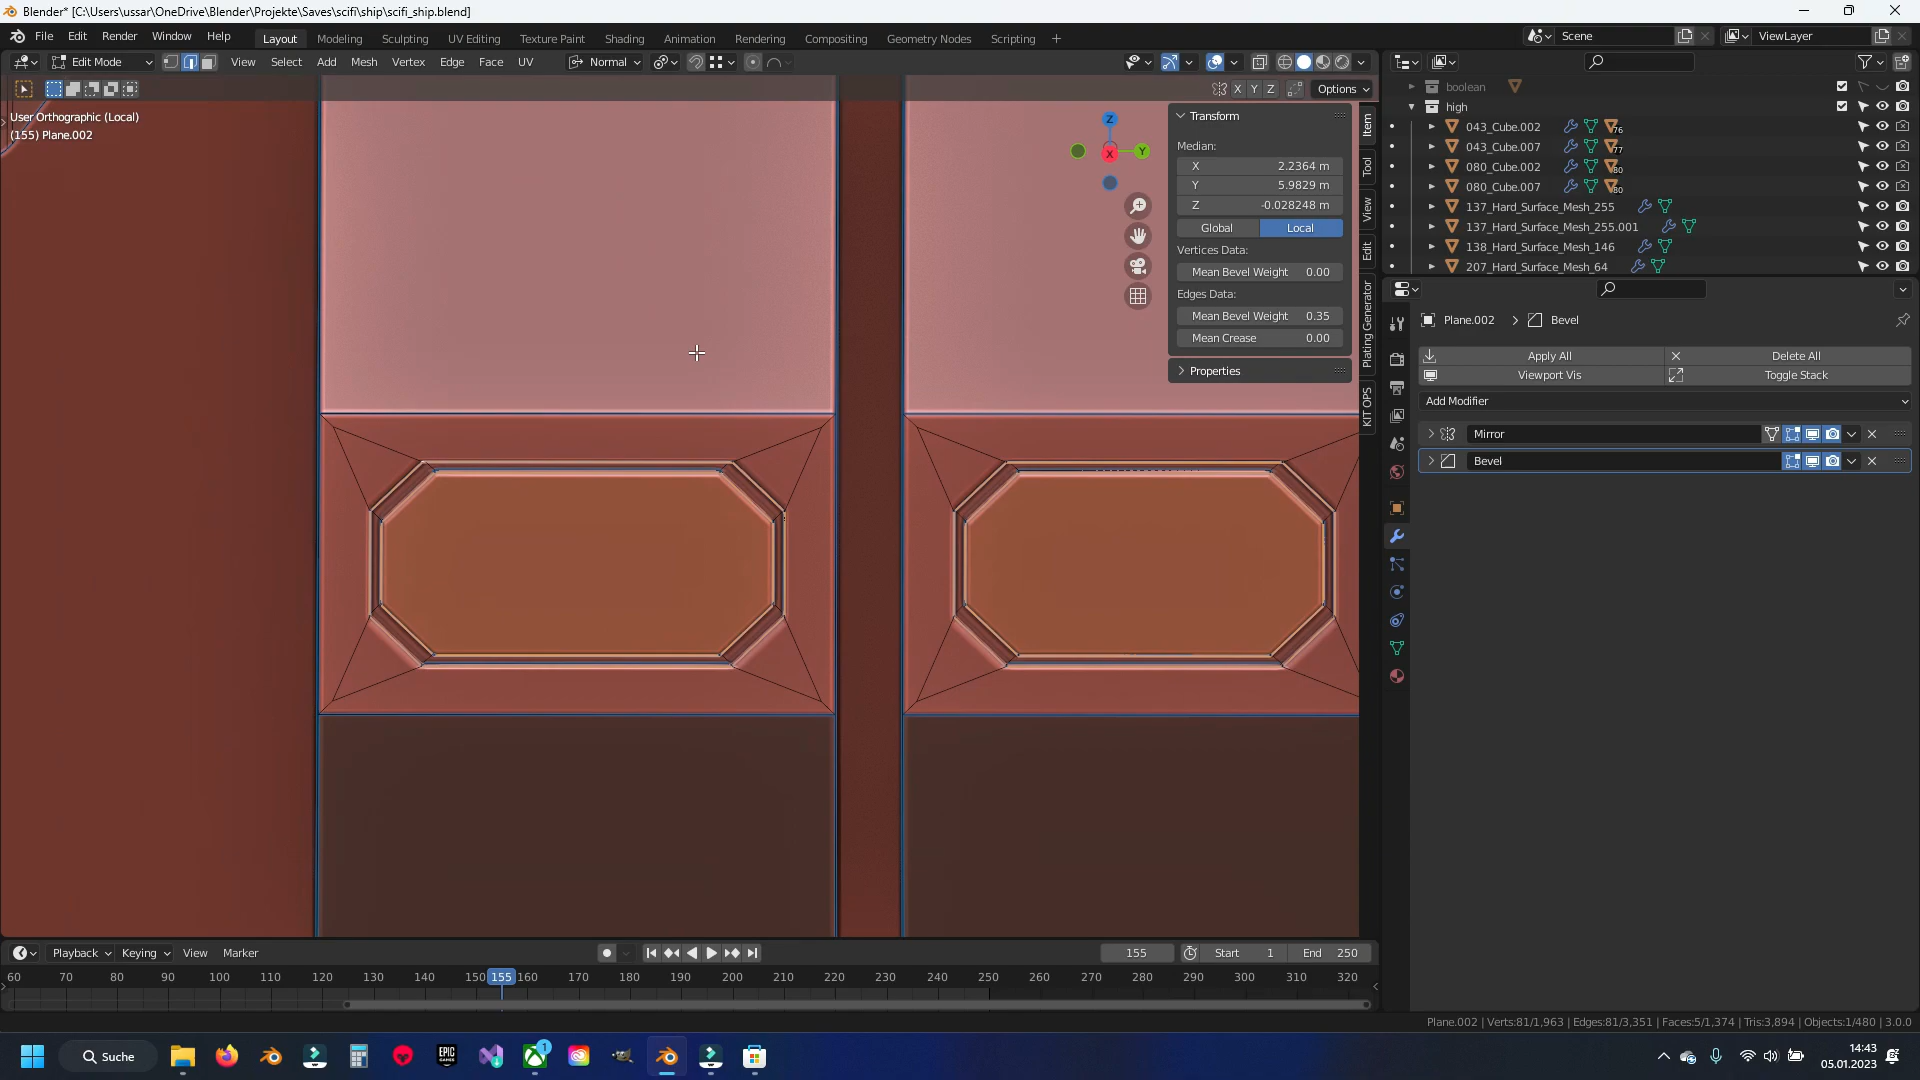 Blender* [C:\Users\ussar\OneDrive\Blender\Projekte\Saves\scifi\ship\scifi_ship.blend]
File Edit Render Window Help Layout Modeling Sculpting UV Editing Texture Paint Shading Animation Rendering Compositing Geometry Nodes Scripting + Scene ViewLayer
Edit Mode View Select Add Mesh Vertex Edge Face UV Normal
X Y Z Options
User Orthographic (Local)
(155) Plane.002
Z
X
Y
Transform
Median:
X 2.2364 m
Y 5.9829 m
Z -0.028248 m
Global Local
Vertices Data:
Mean Bevel Weight 0.00
Edges Data:
Mean Bevel Weight 0.35
Mean Crease 0.00
Properties
Item
Tool
View
Edit
Plating Generator
KIT OPS
boolean
high
043_Cube.002 76
043_Cube.007 77
080_Cube.002 80
080_Cube.007 80
137_Hard_Surface_Mesh_255
137_Hard_Surface_Mesh_255.001
138_Hard_Surface_Mesh_146
207_Hard_Surface_Mesh_64
Plane.002 Bevel
Apply All Delete All
Viewport Vis Toggle Stack
Add Modifier
Mirror
Bevel
Playback Keying View Marker 155 Start 1 End 250
60 70 80 90 100 110 120 130 140 150 155 160 170 180 190 200 210 220 230 240 250 260 270 280 290 300 310 320
Plane.002 | Verts:81/1,963 | Edges:81/3,351 | Faces:5/1,374 | Tris:3,894 | Objects:1/480 | 3.0.0
Suche
EPIC
GAMES
1
14:43
05.01.2023